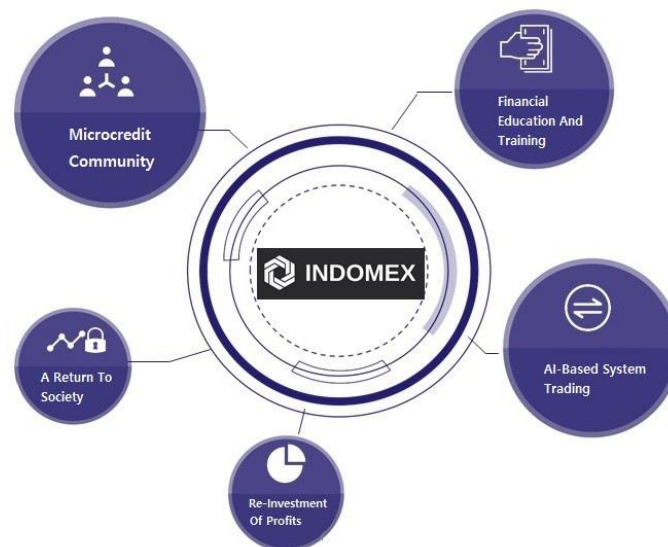 Microcredit
Community
Financial
Education And
Training
INDOMEX
A Return To
Society
AI-Based System
Trading
Re-Investment
Of Profits